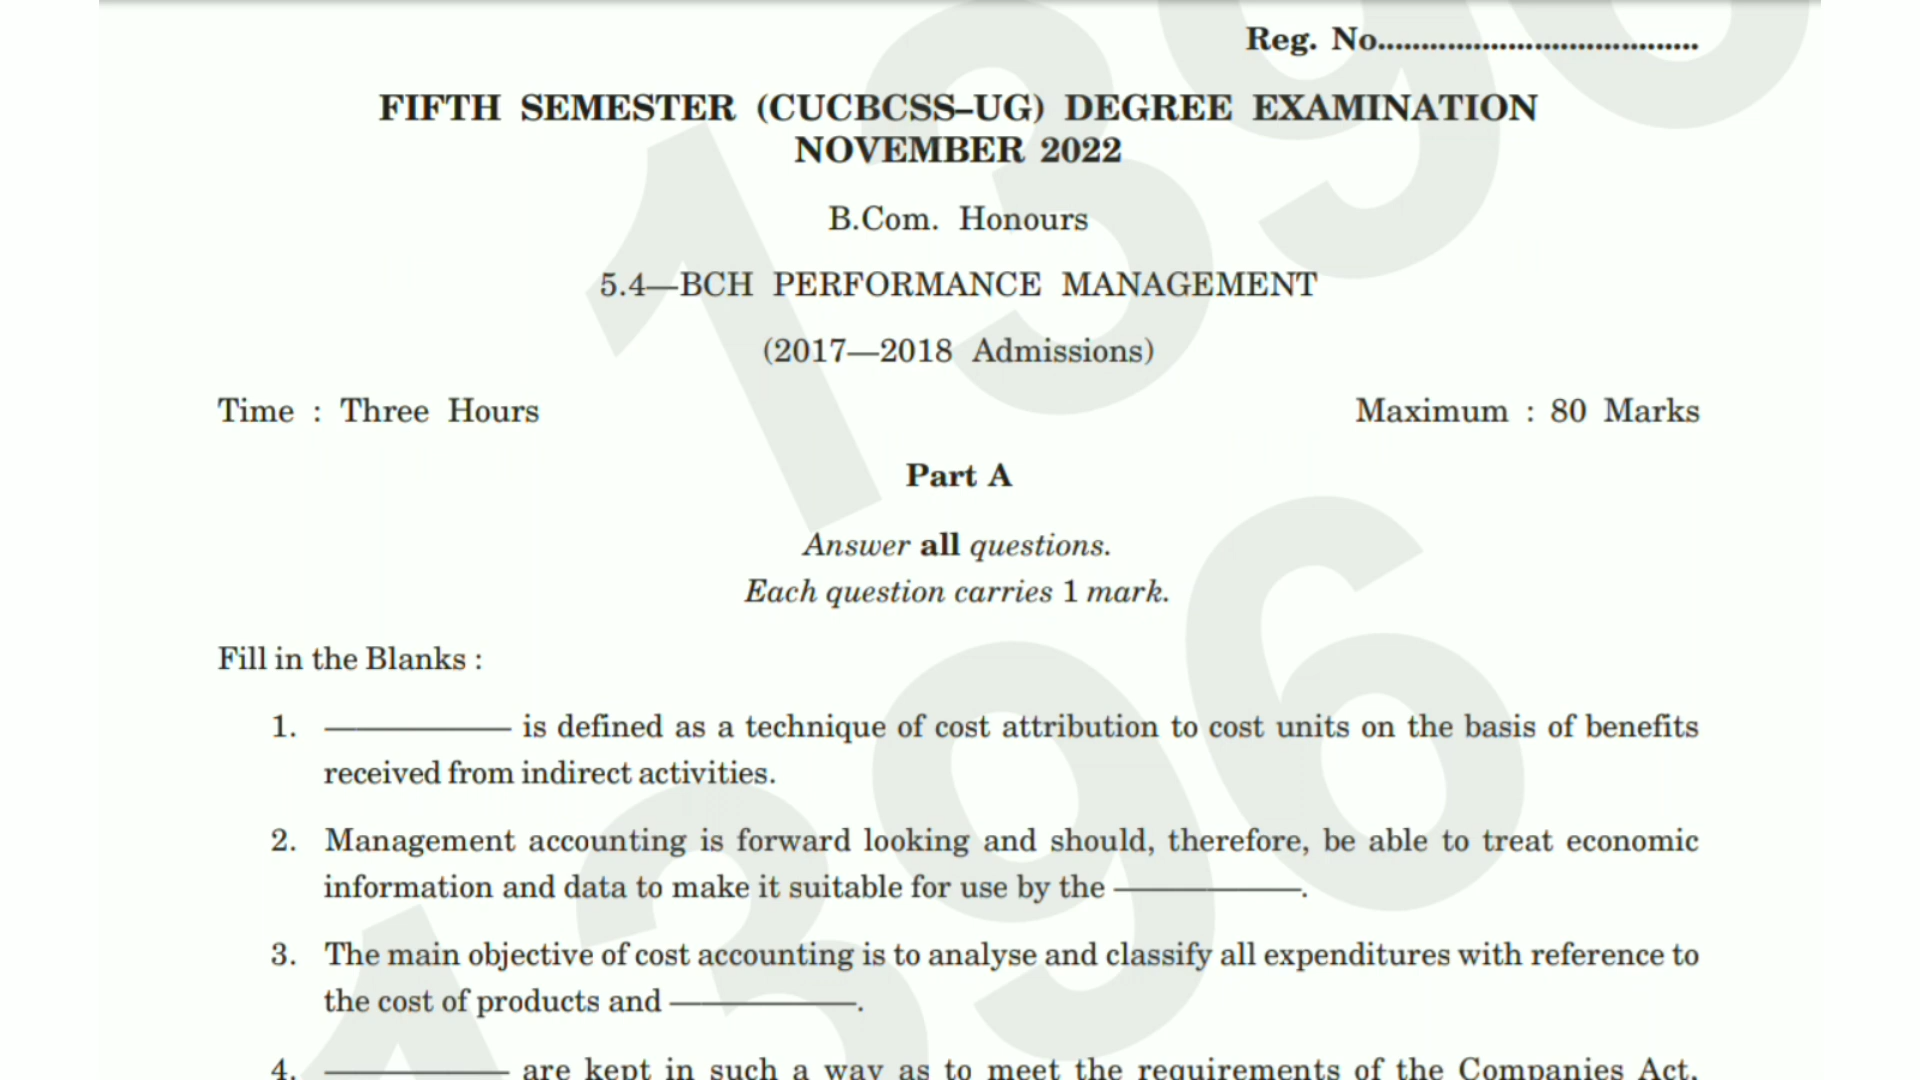 Reg. No.....................................
FIFTH SEMESTER (CUCBCSS–UG) DEGREE EXAMINATION
NOVEMBER 2022
B.Com. Honours
5.4—BCH PERFORMANCE MANAGEMENT
(2017—2018 Admissions)
Time : Three Hours Maximum : 80 Marks
Part A
Answer all questions.
Each question carries 1 mark.
Fill in the Blanks :
1. ——————— is defined as a technique of cost attribution to cost units on the basis of benefits
received from indirect activities.
2. Management accounting is forward looking and should, therefore, be able to treat economic
information and data to make it suitable for use by the ———————.
3. The main objective of cost accounting is to analyse and classify all expenditures with reference to
the cost of products and ———————.
4. ——————— are kept in such a way as to meet the requirements of the Companies Act,